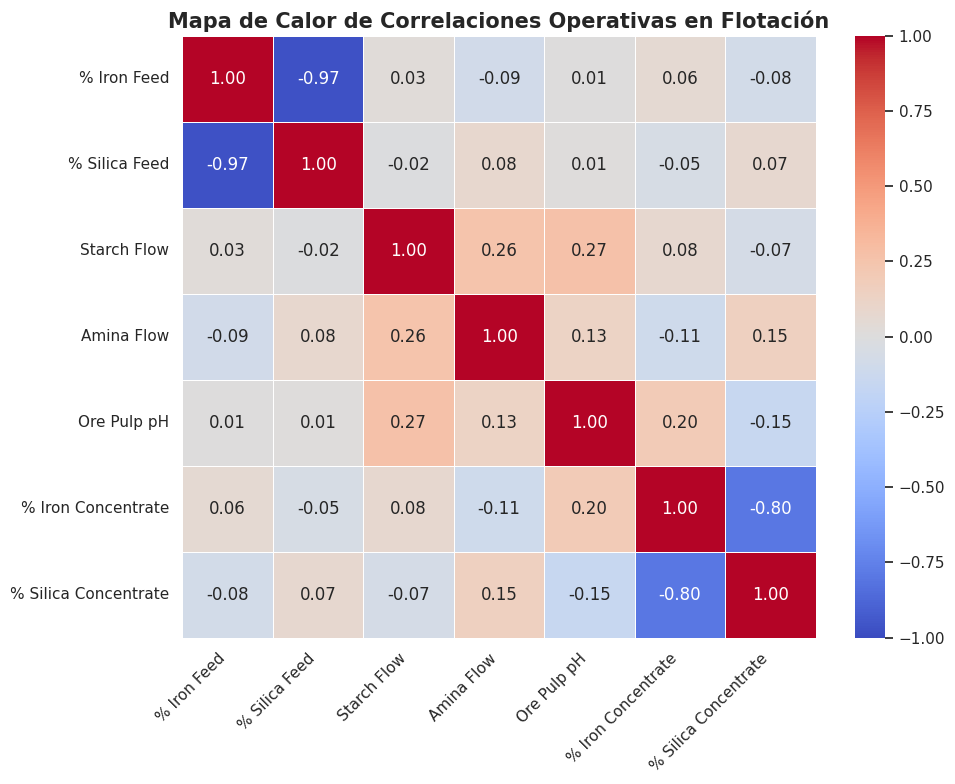 Mapa de Calor de Correlaciones Operativas en Flotación
% Iron Feed 1.00 -0.97 0.03 -0.09 0.01 0.06 -0.08
% Silica Feed -0.97 1.00 -0.02 0.08 0.01 -0.05 0.07
Starch Flow 0.03 -0.02 1.00 0.26 0.27 0.08 -0.07
Amina Flow -0.09 0.08 0.26 1.00 0.13 -0.11 0.15
Ore Pulp pH 0.01 0.01 0.27 0.13 1.00 0.20 -0.15
% Iron Concentrate 0.06 -0.05 0.08 -0.11 0.20 1.00 -0.80
% Silica Concentrate -0.08 0.07 -0.07 0.15 -0.15 -0.80 1.00
% Iron Feed
% Silica Feed
Starch Flow
Amina Flow
Ore Pulp pH
% Iron Concentrate
% Silica Concentrate
1.00
0.75
0.50
0.25
0.00
−0.25
−0.50
−0.75
−1.00